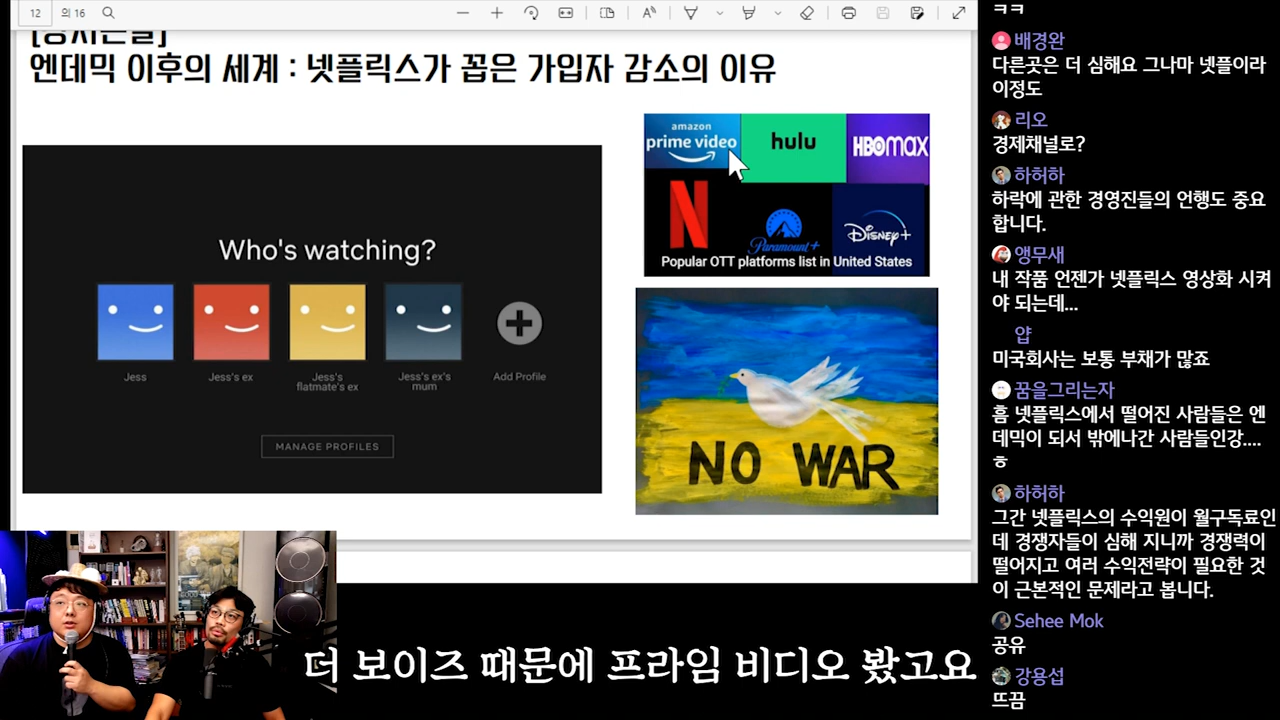 12
의 16
엔데믹 이후의 세계 : 넷플릭스가 꼽은 가입자 감소의 이유
Who's watching?
Jess
Jess's ex
Jess's
flatmate's ex
Jess's ex's
mum
Add Profile
MANAGE PROFILES
amazon
prime video
hulu
HBOMAX
N
Paramount+
Disney+
Popular OTT platforms list in United States
NO WAR
더 보이즈 때문에 프라임 비디오 봤고요
ㅋㅋ
배경완
다른곳은 더 심해요 그나마 넷플이라
이정도
리오
경제채널로?
하허하
하락에 관한 경영진들의 언행도 중요
합니다.
앵무새
내 작품 언젠가 넷플릭스 영상화 시켜
야 되는데...
얍
미국회사는 보통 부채가 많죠
꿈을그리는자
흠 넷플릭스에서 떨어진 사람들은 엔
데믹이 되서 밖에나간 사람들인강....
ㅎ
하허하
그간 넷플릭스의 수익원이 월구독료인
데 경쟁자들이 심해 지니까 경쟁력이
떨어지고 여러 수익전략이 필요한 것
이 근본적인 문제라고 봅니다.
Sehee Mok
공유
강용섭
뜨끔